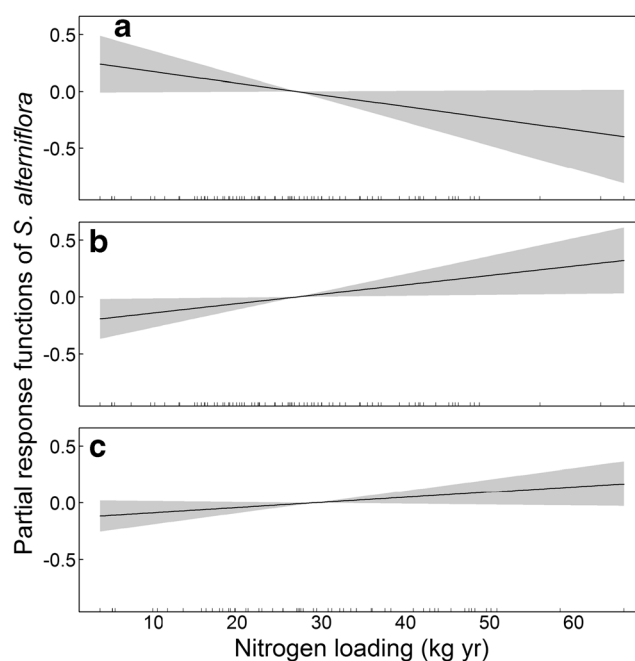 Partial response functions of S. alterniflora
a
0.5
0.0
-0.5
b
0.5
0.0
-0.5
c
0.5
0.0
-0.5
10 20 30 40 50 60
Nitrogen loading (kg yr)